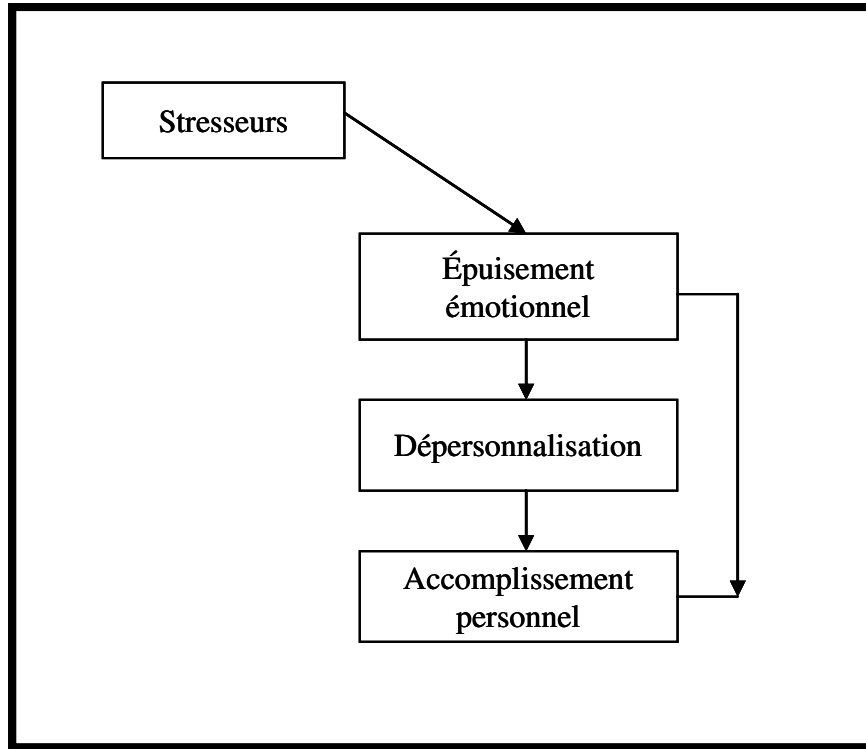 Stresseurs
Épuisement
émotionnel
Dépersonnalisation
Accomplissement
personnel